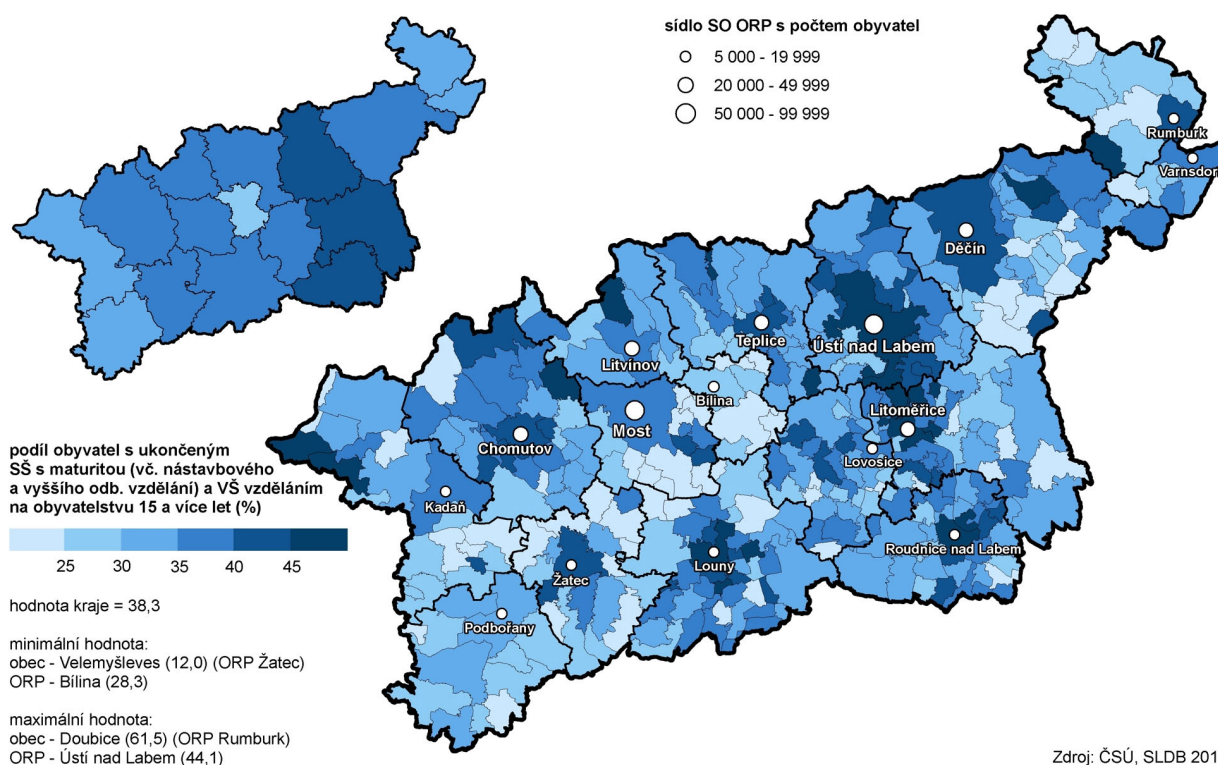 sídlo SO ORP s počtem obyvatel
5 000 - 19 999
20 000 - 49 999
50 000 - 99 999
Rumburk
Varnsdor
Děčín
Teplice
Ústí nad Labem
Litvínov
Bílina
Most
Litoměřice
Chomutov
Lovosice
Kadaň
Roudnice nad Labem
Louny
Žatec
Podbořany
podíl obyvatel s ukončeným
SŠ s maturitou (vč. nástavbového
a vyššího odb. vzdělání) a VŠ vzděláním
na obyvatelstvu 15 a více let (%)
25 30 35 40 45
hodnota kraje = 38,3
minimální hodnota:
obec - Velemyšleves (12,0) (ORP Žatec)
ORP - Bílina (28,3)
maximální hodnota:
obec - Doubice (61,5) (ORP Rumburk)
ORP - Ústí nad Labem (44,1)
Zdroj: ČSÚ, SLDB 201